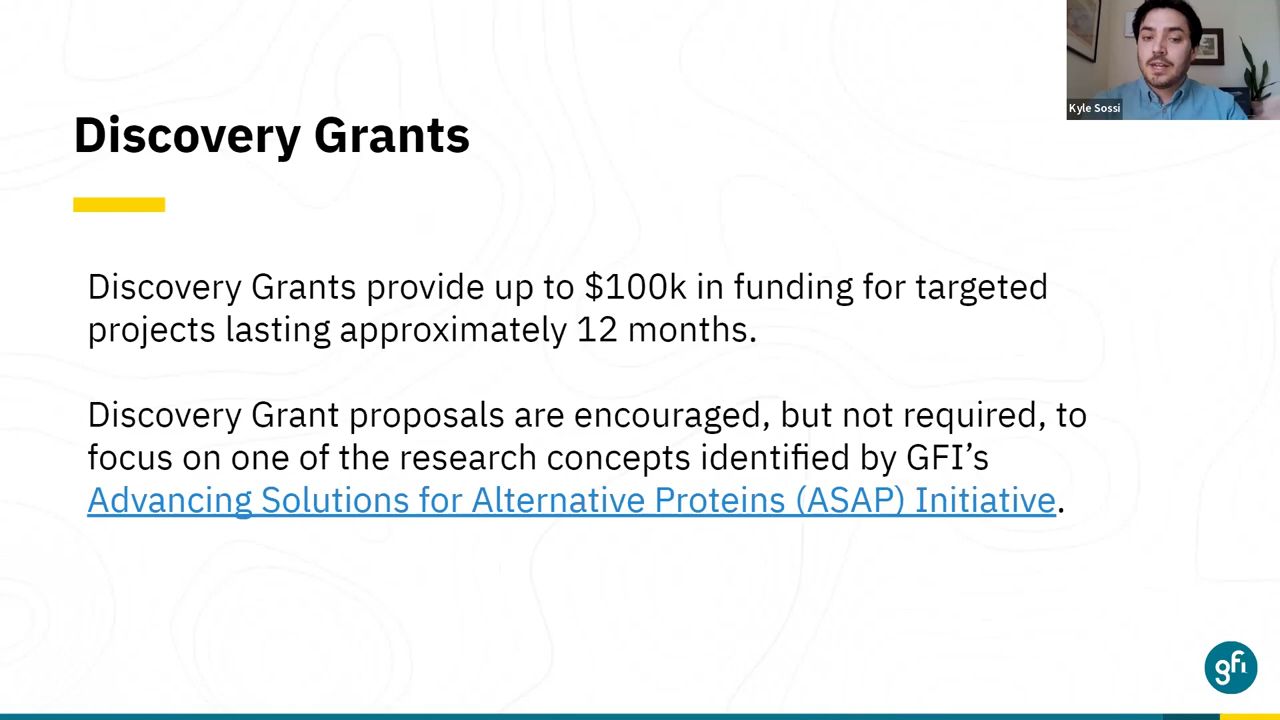 Kyle Sossi
Discovery Grants
Discovery Grants provide up to $100k in funding for targeted
projects lasting approximately 12 months.
Discovery Grant proposals are encouraged, but not required, to
focus on one of the research concepts identified by GFI’s
Advancing Solutions for Alternative Proteins (ASAP) Initiative.
gfi